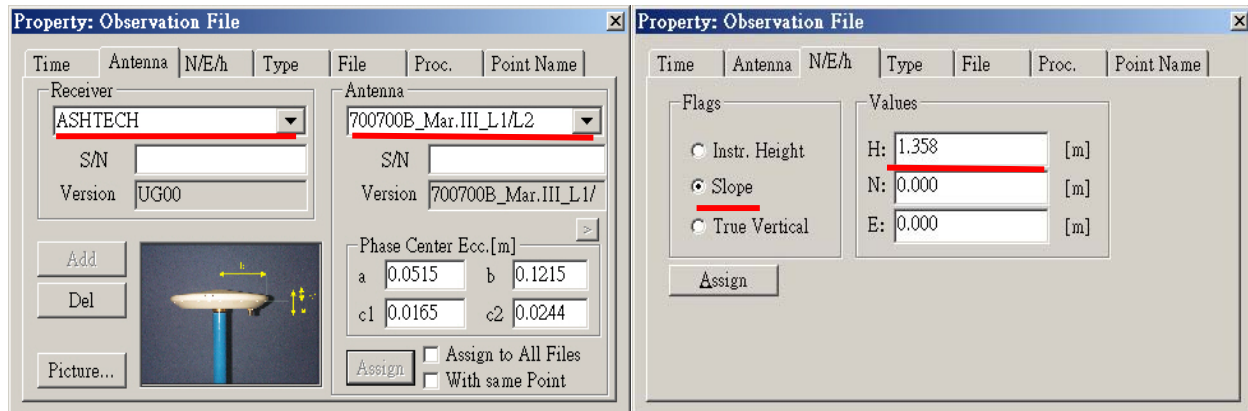 Property: Observation File
Time Antenna N/E/h Type File Proc. Point Name
Receiver
ASHTECH
S/N
Version UG00
Add
Del
Picture...
Antenna
700700B_Mar.III_L1/L2
S/N
Version 700700B_Mar.III_L1/
>
Phase Center Ecc.[m]
a 0.0515 b 0.1215
c1 0.0165 c2 0.0244
Assign
Assign to All Files
With same Point
Property: Observation File
Time Antenna N/E/h Type File Proc. Point Name
Flags
Instr. Height
Slope
True Vertical
Values
H: 1.358 [m]
N: 0.000 [m]
E: 0.000 [m]
Assign